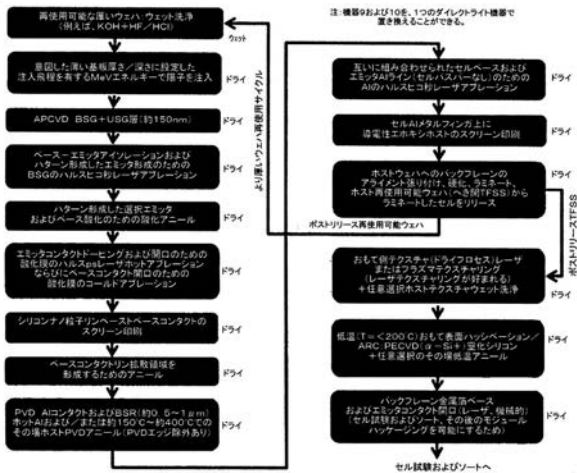 再使用可能な厚いウェハ:ウェット洗浄
(例えば、KOH+HF/HCl)
ウェット
意図した薄い基板厚さ/深さに設定した
注入飛程を有するMeVエネルギーで陽子を注入
ドライ
APCVD BSG+USG層(約150nm)
ドライ
ベース-エミッタアイソレーションおよび
パターン形成したエミッタ形成のための
BSGのパルスピコ秒レーザアブレーション
ドライ
パターン形成した選択エミッタ
およびベース酸化のための酸化アニール
ドライ
エミッタコンタクトドーピングおよび開口のための
酸化膜のパルスpsレーザホットアブレーション
ならびにベースコンタクト開口のための
酸化膜のコールドアブレーション
ドライ
シリコンナノ粒子リンペーストベースコンタクトの
スクリーン印刷
ドライ
ベースコンタクトリン拡散領域を
形成するためのアニール
ドライ
PVD AlコンタクトおよびBSR(約0.5~1μm)
ホットAlおよび/または約150℃~約400℃での
その場ホストPVDアニール(PVDエッジ除外あり)
ドライ
より厚いウェハ再使用サイクル
注:機器9および10を、1つのダイレクトライト機器で
置き換えることができる。
互いに組み合わせられたセルベースおよび
エミッタAlライン(セルバスバーなし)のための
Alのパルスピコ秒レーザアブレーション
ドライ
セルAlメタルフィンガ上に
導電性エポキシポストのスクリーン印刷
ドライ
ホストウェハへのバックプレーンの
アライメント張り付け、硬化、ラミネート、
ホスト再使用可能ウェハ(へき開TFSS)から
ラミネートしたセルをリリース
ドライ
ポストリリース再使用可能ウェハ
ポストリリースTFSS
おもて側テクスチャ(ドライプロセス)レーザ
またはプラズマテクスチャリング
(レーザテクスチャリングが好まれる)
+任意選択ポストテクスチャウェット洗浄
ドライ
低温(T=<200℃)おもて表面パッシベーション/
ARC:PECVD(α-Si+)窒化シリコン
+任意選択のその場低温アニール
ドライ
バックプレーン金属箔ベース
およびエミッタコンタクト開口(レーザ、機械的)
(セル試験およびソート、その後のモジュール
パッケージングを可能にするため)
ドライ
セル試験およびソートへ